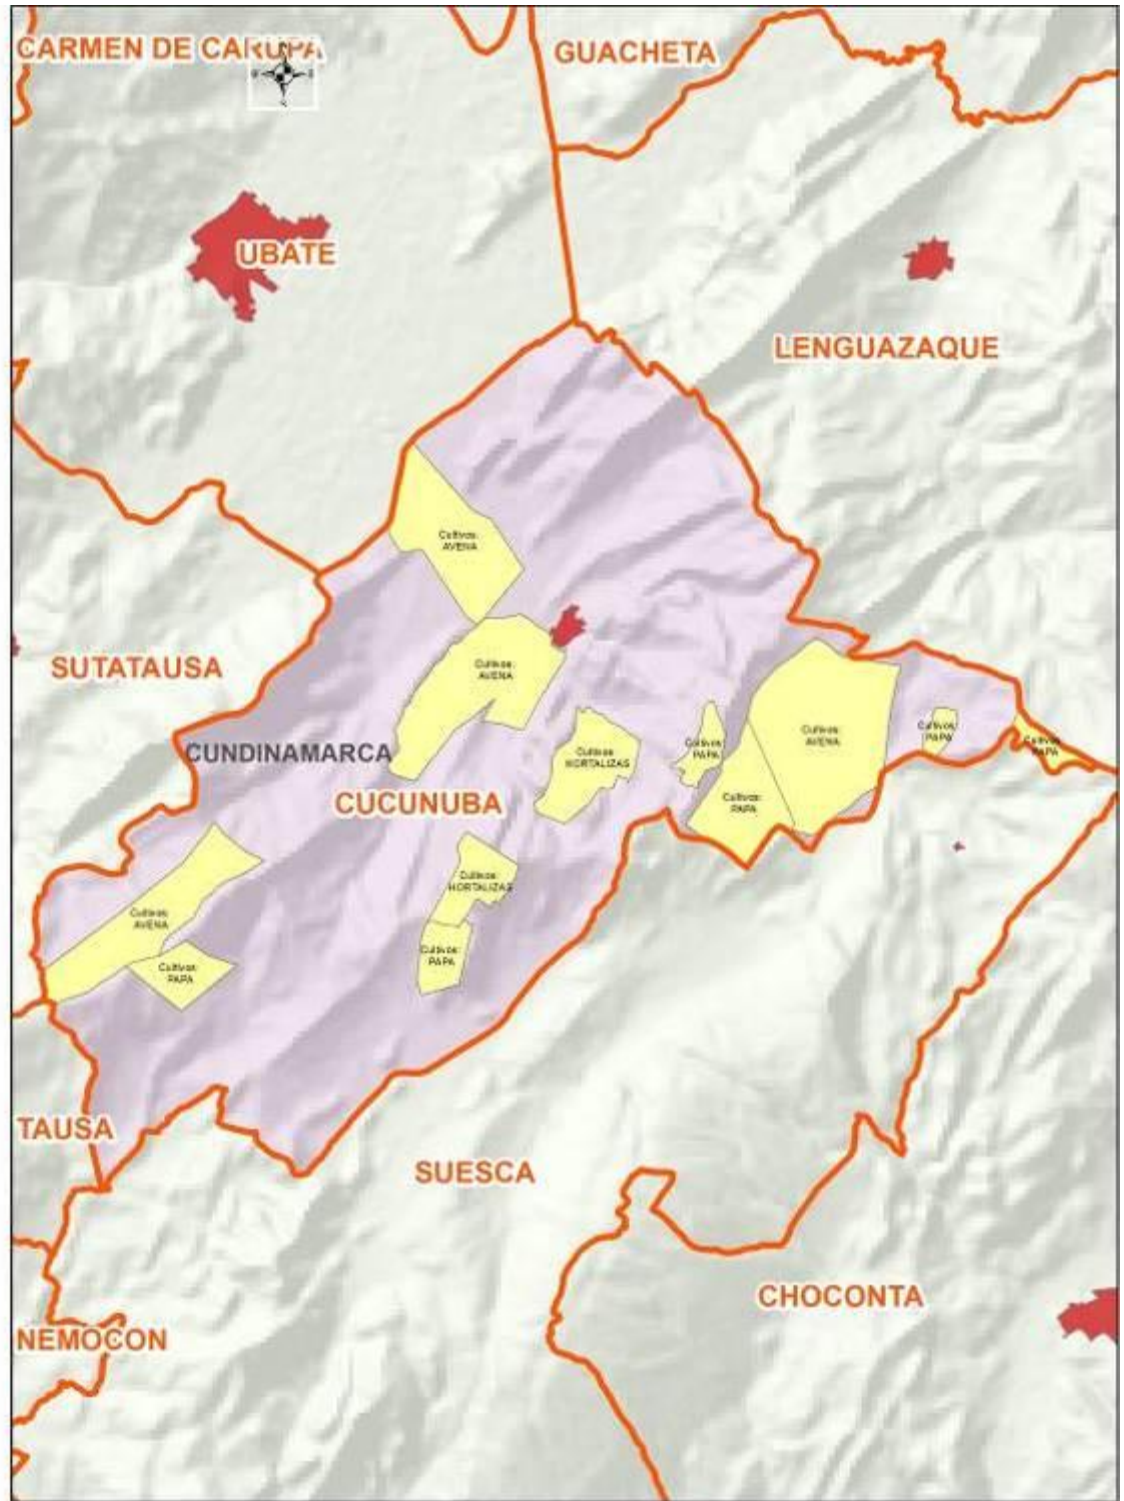 CARMEN DE CARUPA
GUACHETA
UBATE
LENGUAZAQUE
Cultivos:
AVENA
SUTATAUSA
Cultivos:
AVENA
CUNDINAMARCA
Cultivos:
HORTALIZAS
Cultivos:
PAPA
Cultivos:
AVENA
Cultivos:
PAPA
Cultivos:
PAPA
Cultivos:
PAPA
CUCUNUBA
Cultivos:
HORTALIZAS
Cultivos:
AVENA
Cultivos:
PAPA
Cultivos:
PAPA
TAUSA
SUESCA
CHOCONTA
NEMOCON